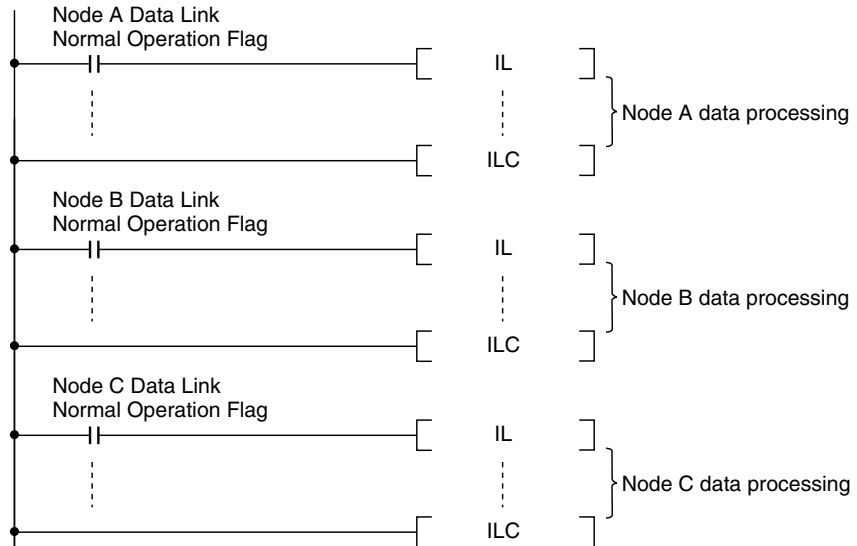 Node A Data Link
Normal Operation Flag
IL
Node A data processing
ILC
Node B Data Link
Normal Operation Flag
IL
Node B data processing
ILC
Node C Data Link
Normal Operation Flag
IL
Node C data processing
ILC